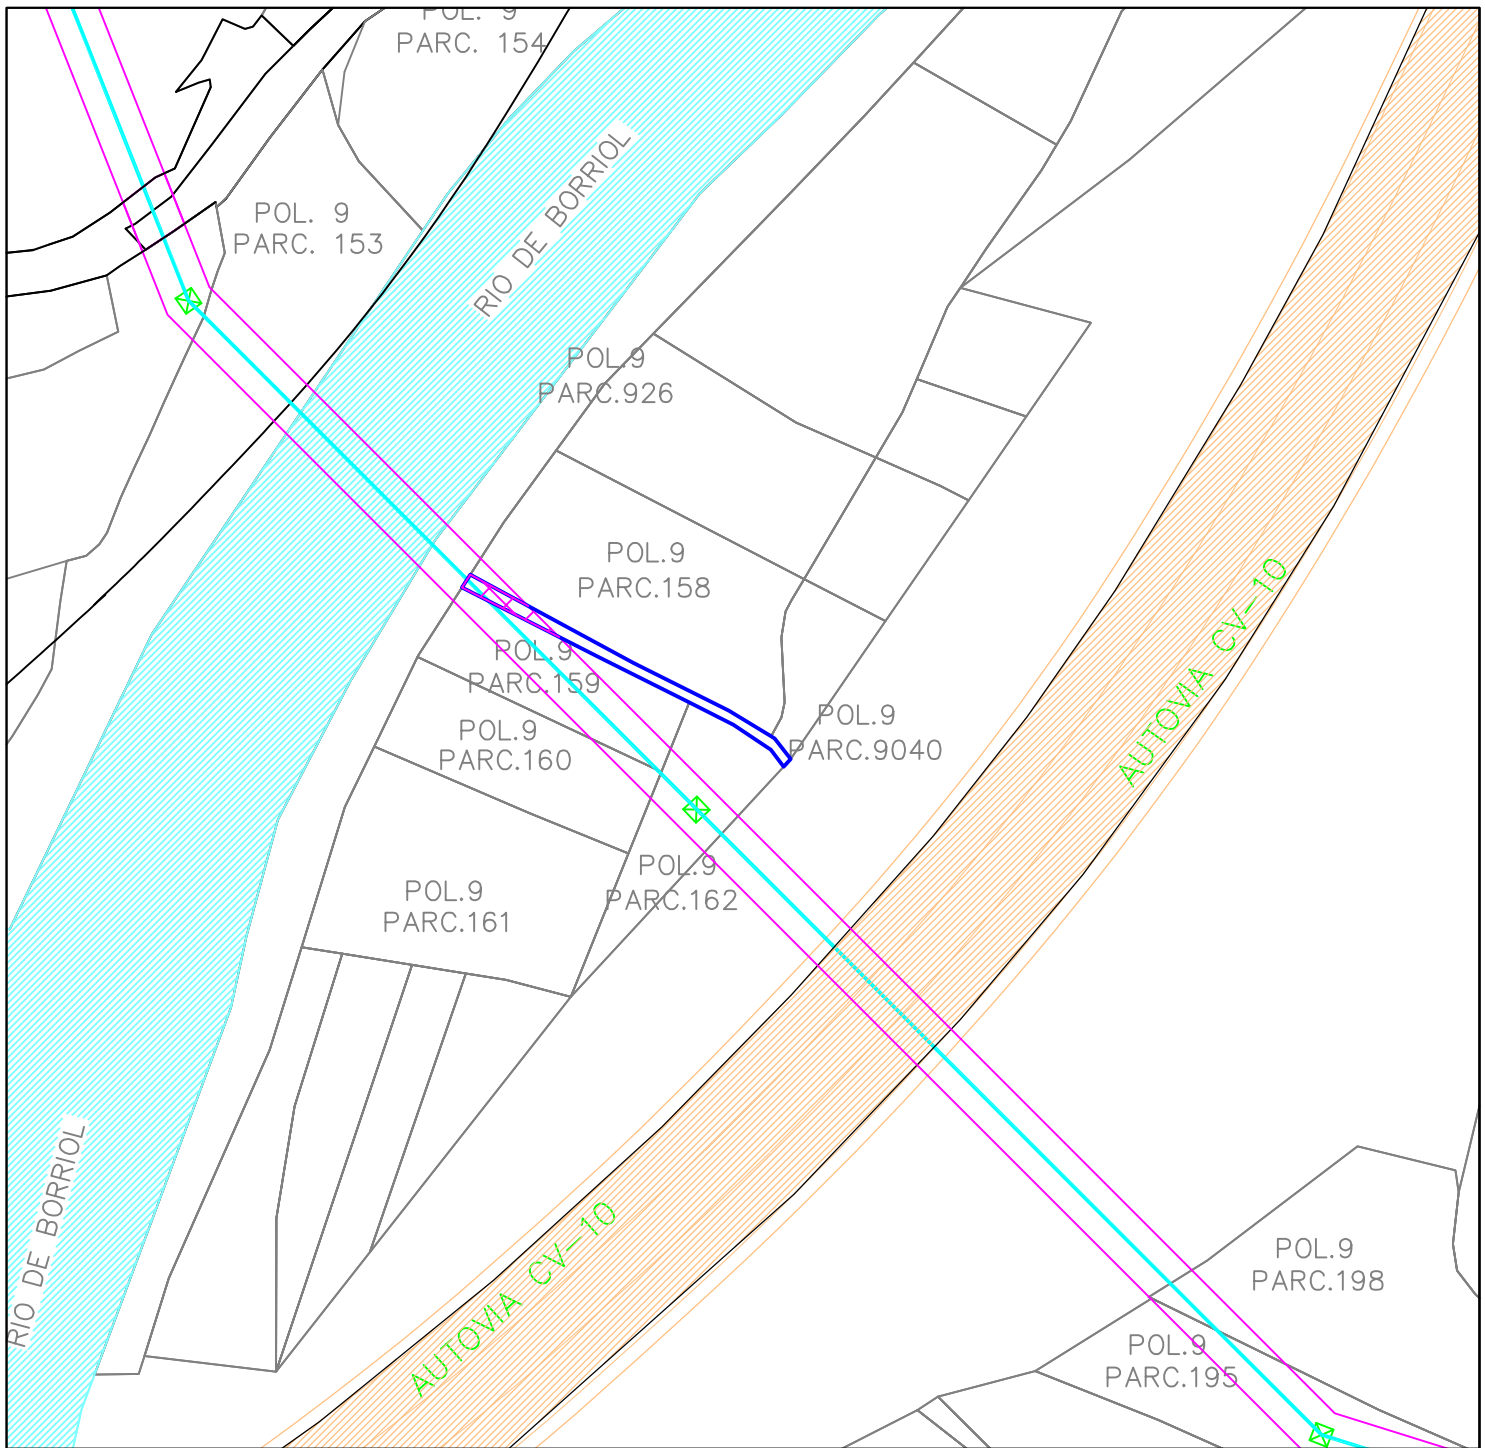 POL. 9
PARC. 154
RIO DE BORRIOL
POL. 9
PARC. 153
POL.9
PARC.926
POL.9
PARC.158
AUTOVIA CV-10
POL.9
PARC.159
POL.9
PARC.160
POL.9
PARC.9040
POL.9
PARC.162
POL.9
PARC.161
RIO DE BORRIOL
AUTOVIA CV-10
POL.9
PARC.198
POL.9
PARC.195